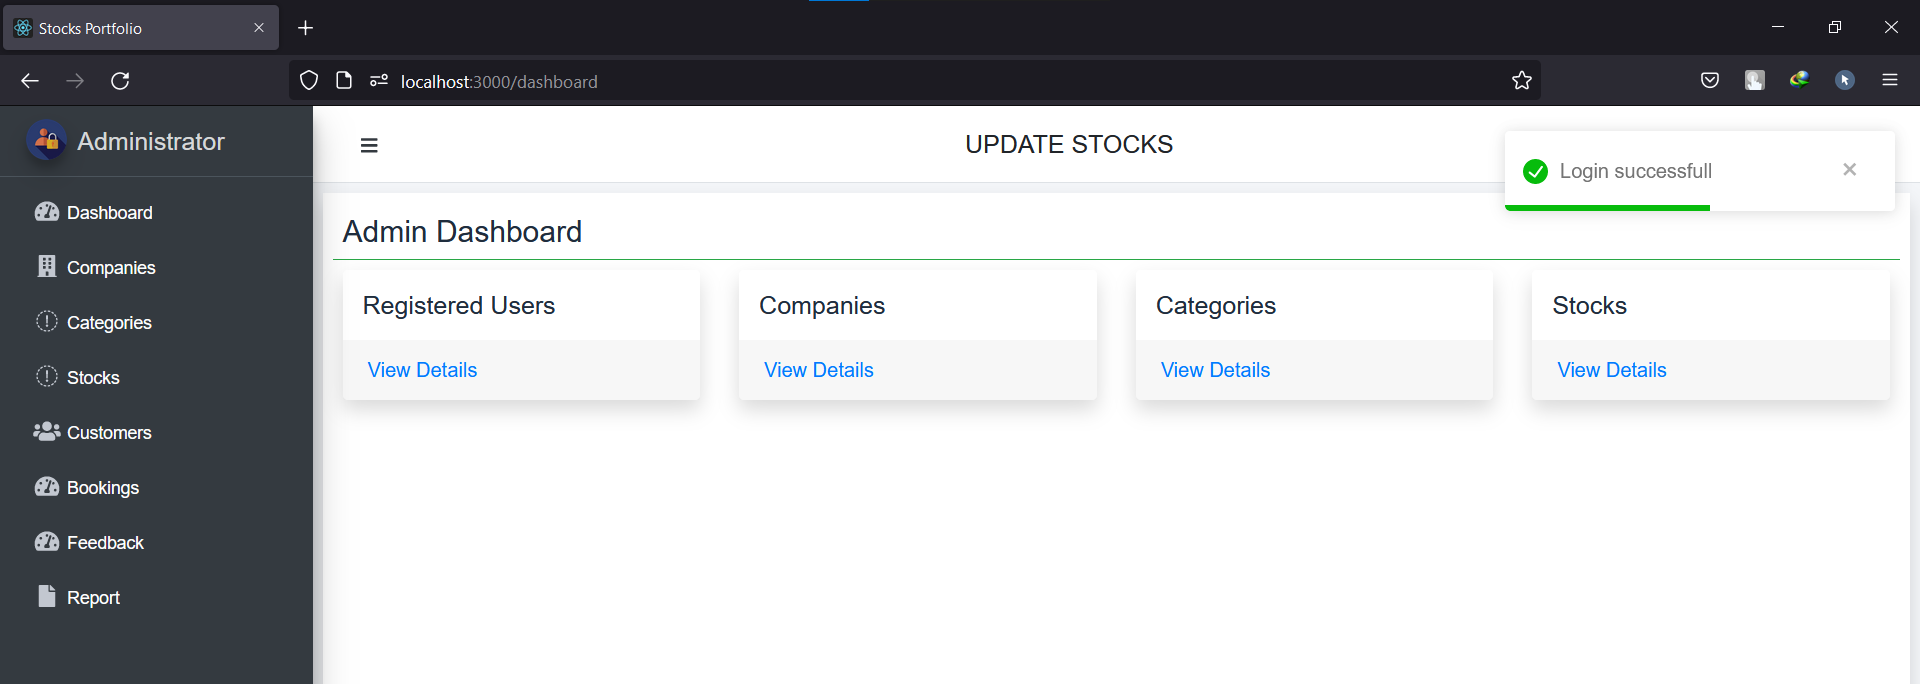 Stocks Portfolio
localhost:3000/dashboard
Administrator
UPDATE STOCKS
Login successfull
Dashboard
Companies
Categories
Stocks
Customers
Bookings
Feedback
Report
Admin Dashboard
Registered Users
View Details
Companies
View Details
Categories
View Details
Stocks
View Details